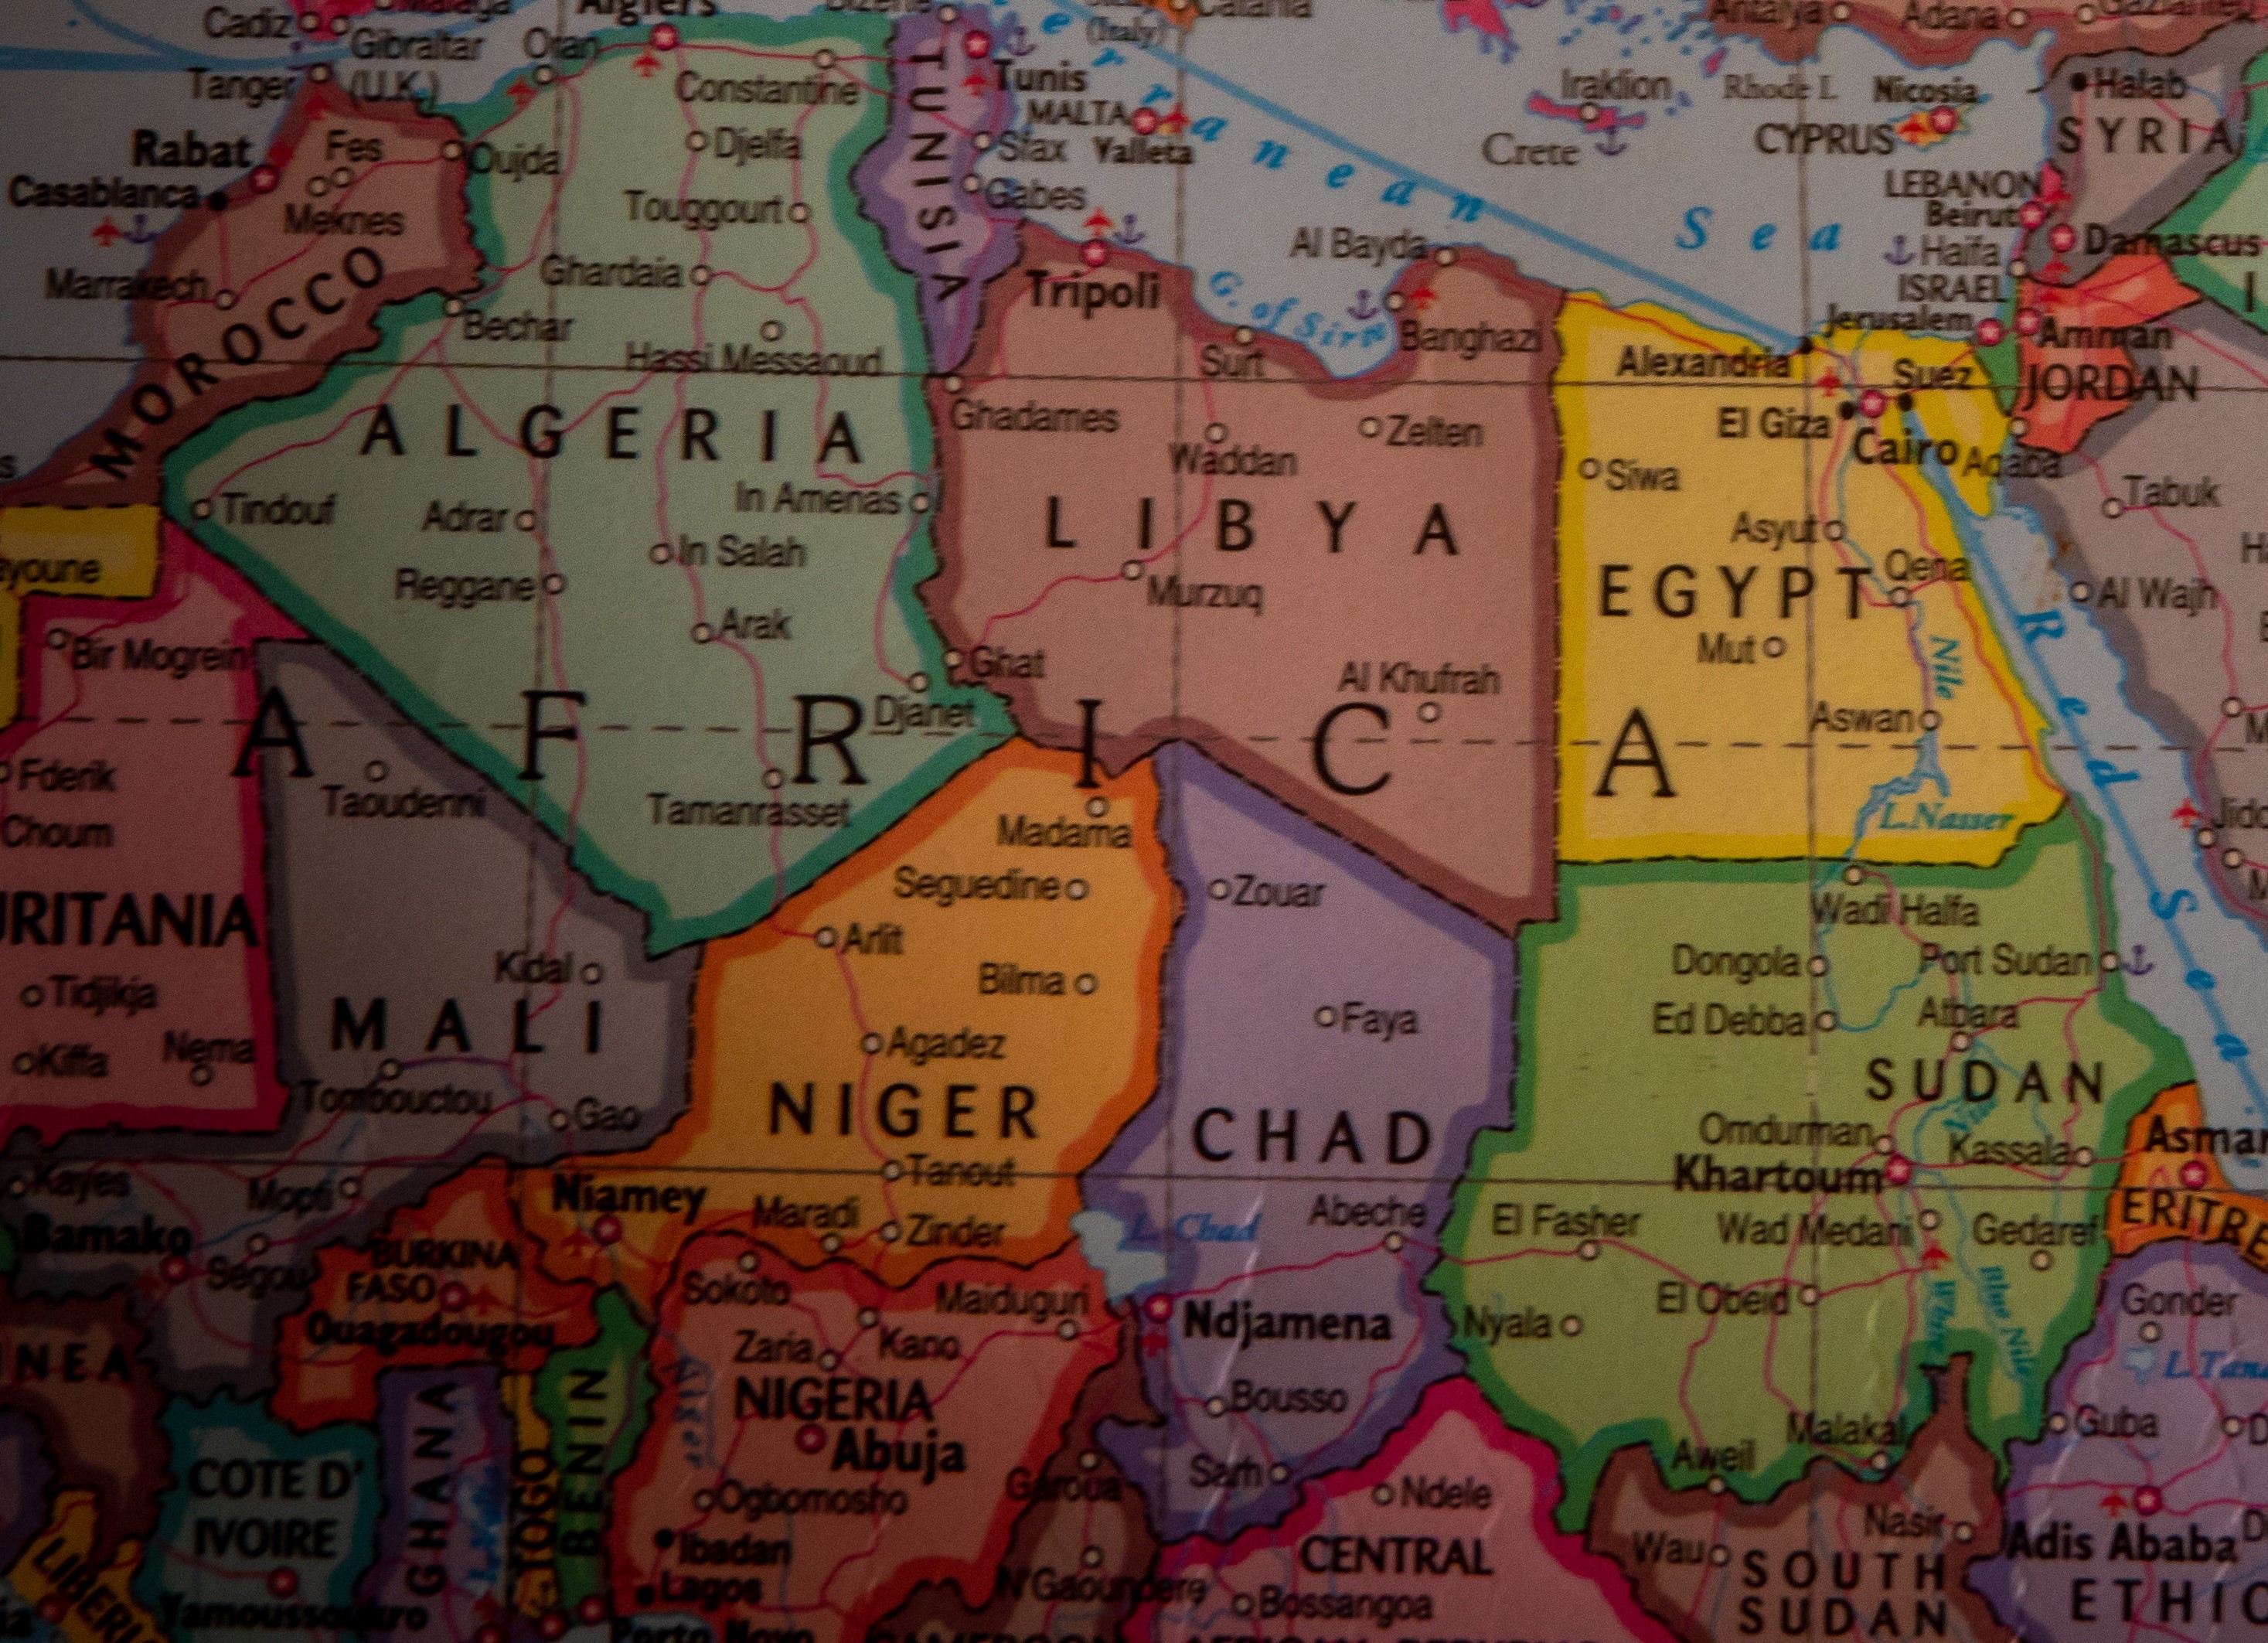 Cadiz
Gibraltar
(U.K.)
Tanger
Oran
Algiers
Constantine
(Italy)
Catania
Antalya
Adana
Tunis
MALTA
Valleta
Iraklion
Rhode I.
Nicosia
CYPRUS
Crete
Halab
SYRIA
Rabat
Fes
Oujda
Djelfa
TUNISIA
Sfax
Gabes
LEBANON
Beirut
Damascus
Casablanca
Meknes
Touggourt
Haifa
ISRAEL
Sea
Marrakech
MOROCCO
Ghardaia
Tripoli
Al Bayda
G. of Sirte
Banghazi
Jerusalem
Amman
JORDAN
Bechar
Hassi Messaoud
Surt
Alexandria
Suez
El Giza
Cairo
Aqaba
ALGERIA
Ghadames
Waddan
Zelten
Siwa
Tabuk
Tindouf
Adrar
In Amenas
LIBYA
Asyut
In Salah
Reggane
Murzuq
EGYPT
Qena
Al Wajh
youne
Bir Mogrein
Arak
Ghat
Al Khufrah
Mut
Nile
Red Sea
AFRICA
Djanet
Aswan
Fderik
Taoudenni
Tamanrasset
Madama
L.Nasser
Choum
Seguedine
Zouar
Wadi Halfa
URITANIA
Arlit
Kidal
Bilma
Dongola
Port Sudan
Tidjikja
Faya
Ed Debba
Atbara
MALI
Agadez
Kiffa
Nema
SUDAN
Tombouctou
Gao
NIGER
CHAD
Omdurman
Kassala
Asmar
Khartoum
Kayes
Mopti
Niamey
Tanout
Maradi
Zinder
L. Chad
Abeche
El Fasher
Wad Medani
Gedaref
ERITRE
Bamako
Segou
BURKINA
FASO
Ouagadougou
Sokoto
Maiduguri
Ndjamena
Nyala
El Obeid
White
Blue Nile
Gonder
L. Tana
NEA
Zaria
Kano
NIGERIA
Abuja
Niger
Bousso
Malakal
Guba
COTE D'
IVOIRE
GHANA
TOGO
BENIN
Ogbomosho
Garoua
Sarh
Ndele
Aweil
Nasir
Adis Ababa
LIBERI
Ibadan
Lagos
N'Gaoundere
CENTRAL
Wau
SOUTH
SUDAN
ETHIO
Yamoussoukro
Porto Novo
Bossangoa